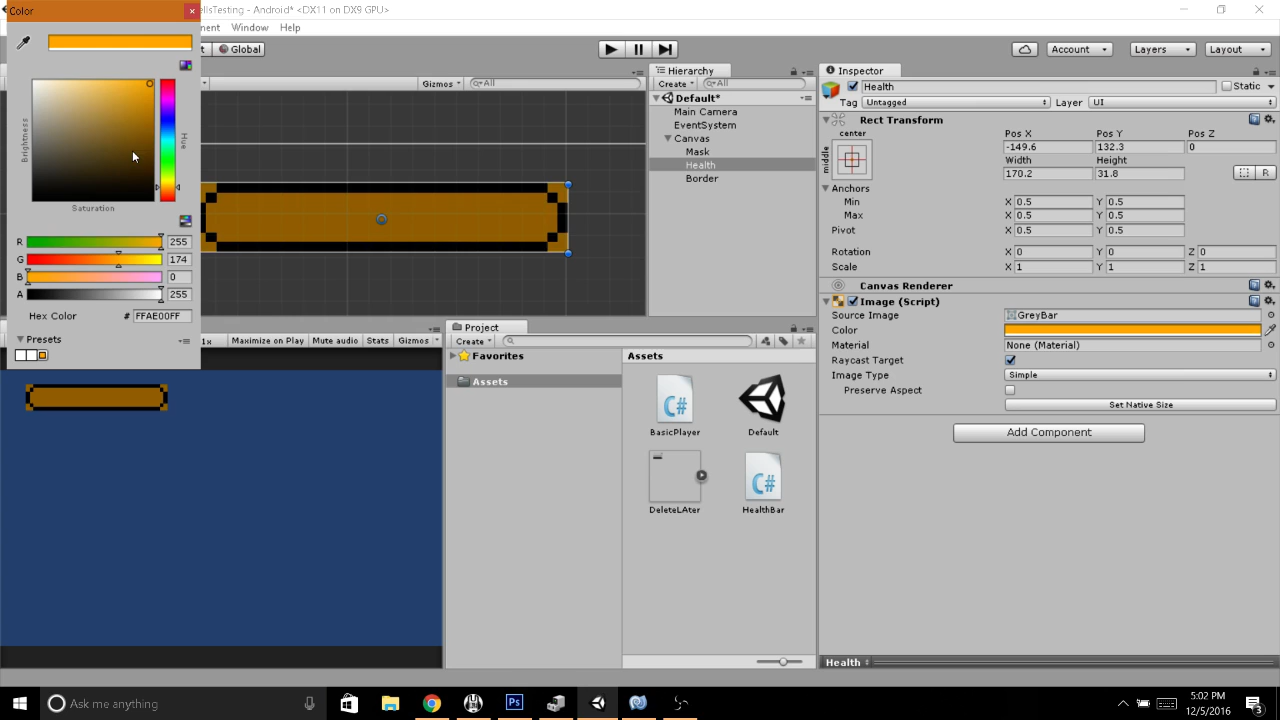 Color
ellsTesting - Android* <DX11 on DX9 GPU>
nent Window Help
t Global
Account Layers Layout
Gizmos All
Brightness
Hue
Saturation
R 255
G 174
B 0
A 255
Hex Color # FFAE00FF
Presets
1x Maximize on Play Mute audio Stats Gizmos
Hierarchy
Create All
Default*
Main Camera
EventSystem
Canvas
Mask
Health
Border
Project
Create
Favorites
Assets
Assets
BasicPlayer
Default
DeleteLAter
HealthBar
C#
C#
Inspector
Health Static
Tag Untagged Layer UI
Rect Transform
center
middle
Pos X Pos Y Pos Z
-149.6 132.3 0
Width Height
170.2 31.8
R
Anchors
Min X 0.5 Y 0.5
Max X 0.5 Y 0.5
Pivot X 0.5 Y 0.5
Rotation X 0 Y 0 Z 0
Scale X 1 Y 1 Z 1
Canvas Renderer
Image (Script)
Source Image GreyBar
Color
Material None (Material)
Raycast Target
Image Type Simple
Preserve Aspect
Set Native Size
Add Component
Health
Ask me anything
Ps
5:02 PM
12/5/2016
3